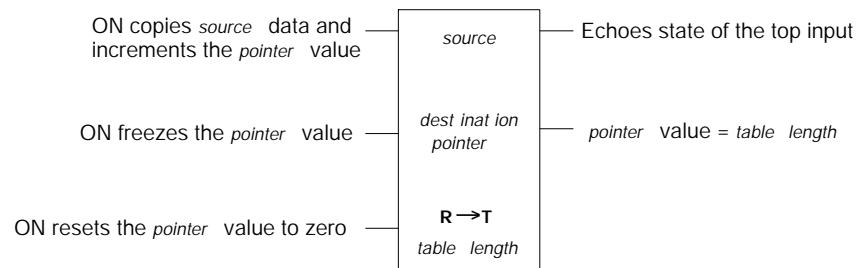 ON copies source data and
increments the pointer value
source
Echoes state of the top input
ON freezes the pointer value
dest inat ion
pointer
pointer value = table length
ON resets the pointer value to zero
R→T
table length